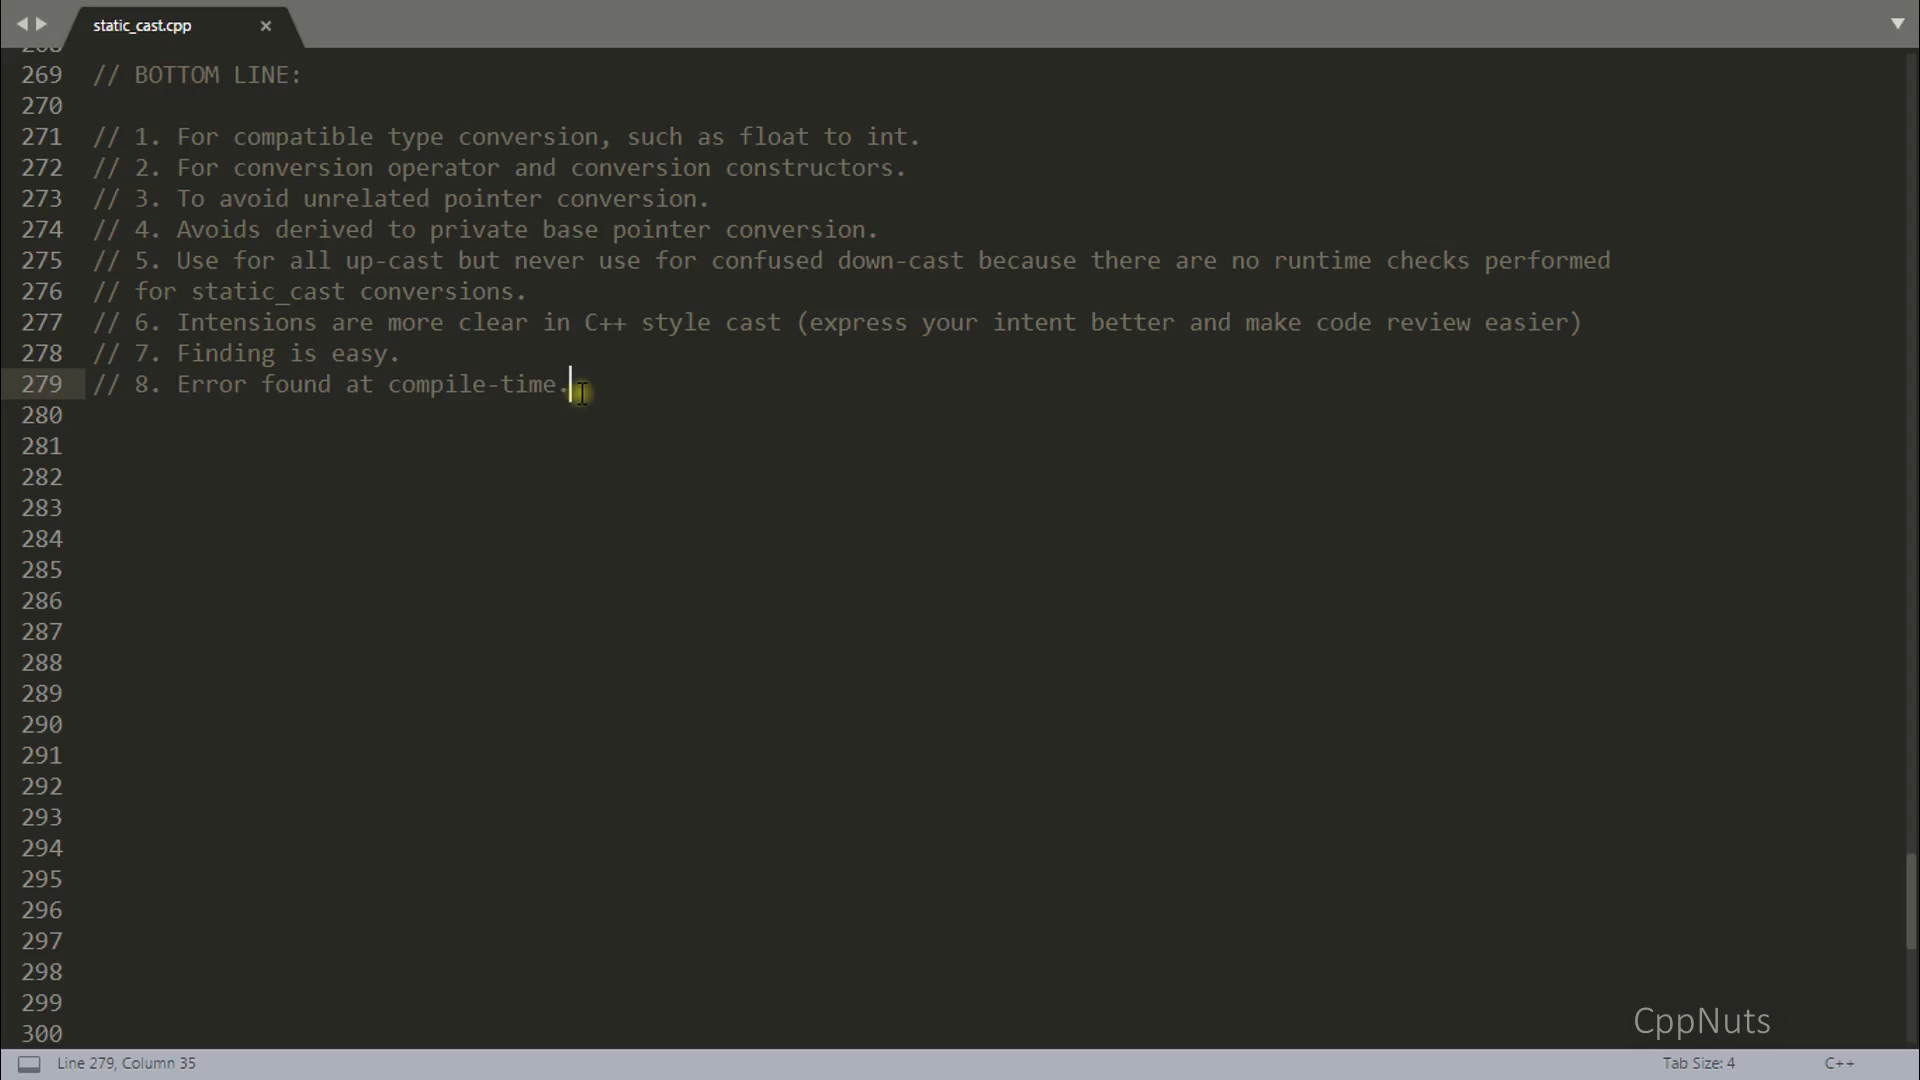 static_cast.cpp ×
269 // BOTTOM LINE:
270
271 // 1. For compatible type conversion, such as float to int.
272 // 2. For conversion operator and conversion constructors.
273 // 3. To avoid unrelated pointer conversion.
274 // 4. Avoids derived to private base pointer conversion.
275 // 5. Use for all up-cast but never use for confused down-cast because there are no runtime checks performed
276 // for static_cast conversions.
277 // 6. Intensions are more clear in C++ style cast (express your intent better and make code review easier)
278 // 7. Finding is easy.
279 // 8. Error found at compile-time.
280
281
282
283
284
285
286
287
288
289
290
291
292
293
294
295
296
297
298
299
300
CppNuts
Line 279, Column 35
Tab Size: 4
C++